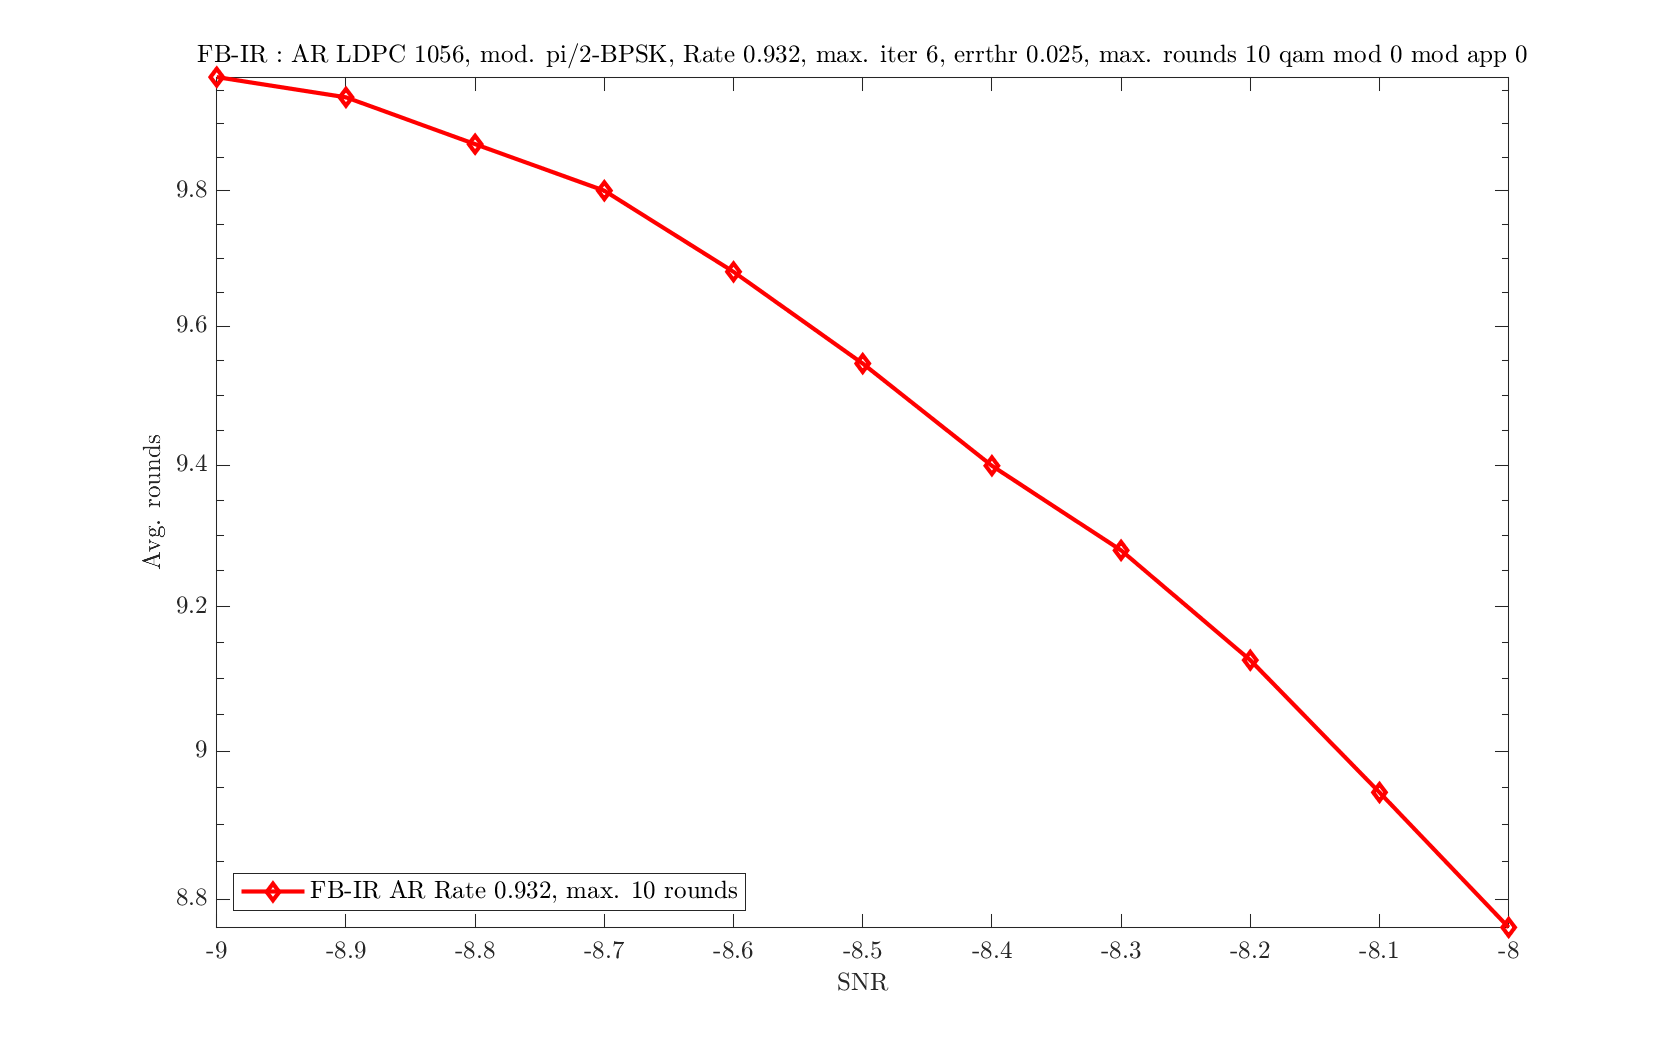 FB-IR : AR LDPC 1056, mod. pi/2-BPSK, Rate 0.932, max. iter 6, errthr 0.025, max. rounds 10 qam mod 0 mod app 0
9.8
9.6
9.4
9.2
9
8.8
Avg. rounds
FB-IR AR Rate 0.932, max. 10 rounds
-9 -8.9 -8.8 -8.7 -8.6 -8.5 -8.4 -8.3 -8.2 -8.1 -8
SNR